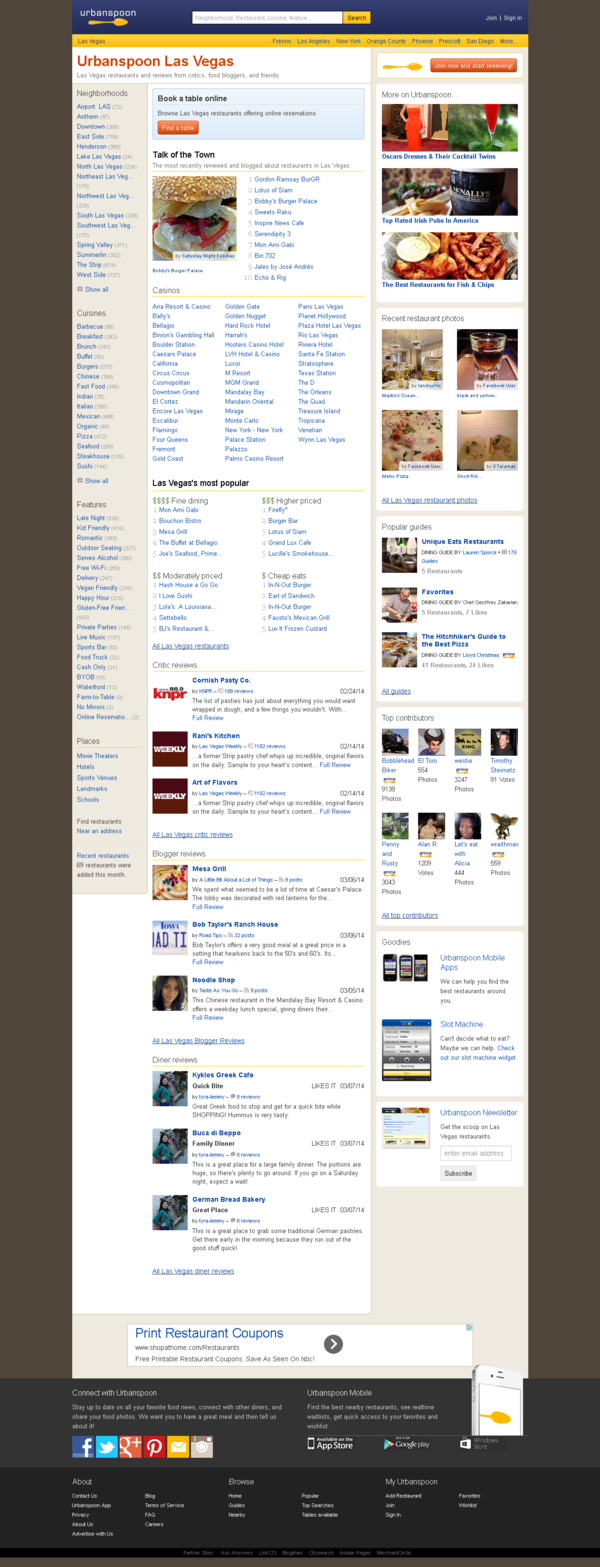 urbanspoon
Neighborhood, Restaurant, cuisine, feature...
Search
Join | Sign In
Las Vegas
Fresno Los Angeles New York Orange County Phoenix Prescott San Diego More...
Urbanspoon Las Vegas
Las Vegas restaurants and reviews from critics, food bloggers, and friends.
Neighborhoods
Airport: LAS (72)
Anthem (97)
Downtown (200)
East Side (769)
Henderson (368)
Lake Las Vegas (24)
North Las Vegas (224)
Northeast Las Veg...
(179)
Northwest Las Veg...
(328)
South Las Vegas (339)
Southwest Las Veg...
(175)
Spring Valley (371)
Summerlin (302)
The Strip (674)
West Side (737)
Show all
Cuisines
Barbecue (90)
Breakfast (242)
Brunch (242)
Buffet (98)
Burgers (275)
Chinese (308)
Fast Food (286)
Indian (28)
Italian (398)
Mexican (466)
Organic (48)
Pizza (472)
Seafood (208)
Steakhouse (135)
Sushi (144)
Show all
Features
Late Night (528)
Kid Friendly (416)
Romantic (363)
Outdoor Seating (327)
Serves Alcohol (200)
Free Wi-Fi (259)
Delivery (247)
Vegan Friendly (218)
Happy Hour (215)
Gluten-Free Frien...
(163)
Private Parties (149)
Live Music (107)
Sports Bar (92)
Food Truck (33)
Cash Only (21)
BYOB (16)
Waterfront (13)
Farm-to-Table (9)
No Minors (3)
Online Reservatio... (2)
Places
Movie Theaters
Hotels
Sports Venues
Landmarks
Schools
Find restaurants
Near an address
Recent restaurants
restaurants were
added this month.
Book a table online
Browse Las Vegas restaurants offering online reservations.
Find a table
Talk of the Town
The most recently reviewed and blogged about restaurants in Las Vegas
by Saturday Night Foodies
Bobby's Burger Palace
1 Gordon Ramsay BurGR
2 Lotus of Siam
3 Bobby's Burger Palace
4 Sweets Raku
5 Inspire News Cafe
6 Serendipity 3
7 Mon Ami Gabi
8 Bin 702
9 Jaleo by José Andrés
10 Echo & Rig
Casinos
Aria Resort & Casino
Bally's
Bellagio
Binion's Gambling Hall
Boulder Station
Caesars Palace
California
Circus Circus
Cosmopolitan
Downtown Grand
El Cortez
Encore Las Vegas
Excalibur
Flamingo
Four Queens
Fremont
Gold Coast
Golden Gate
Golden Nugget
Hard Rock Hotel
Harrah's
Hooters Casino Hotel
LVH Hotel & Casino
Luxor
M Resort
MGM Grand
Mandalay Bay
Mandarin Oriental
Mirage
Monte Carlo
New York - New York
Palace Station
Palazzo
Palms Casino Resort
Paris Las Vegas
Planet Hollywood
Plaza Hotel Las Vegas
Rio Las Vegas
Riviera Hotel
Santa Fe Station
Stratosphere
Texas Station
The D
The Orleans
The Quad
Treasure Island
Tropicana
Venetian
Wynn Las Vegas
Las Vegas's most popular
$$$$ Fine dining
1 Mon Ami Gabi
2 Bouchon Bistro
3 Mesa Grill
4 The Buffet at Bellagio
5 Joe's Seafood, Prime...
$$$ Higher priced
1 Firefly*
2 Burger Bar
3 Lotus of Siam
4 Grand Lux Cafe
5 Lucille's Smokehouse...
$$ Moderately priced
1 Hash House a Go Go
2 I Love Sushi
3 Lola's: A Louisiana...
4 Settebello
5 BJ's Restaurant &...
$ Cheap eats
1 In-N-Out Burger
2 Earl of Sandwich
3 In-N-Out Burger
4 Fausto's Mexican Grill
5 Luv It Frozen Custard
All Las Vegas restaurants
Critic reviews
88.9 knpr
Cornish Pasty Co.
by KNPR – 168 reviews 02/24/14
The list of pasties has just about everything you would want
wrapped in dough, and a few things you wouldn't. With...
Full Review
WEEKLY
Rani's Kitchen
by Las Vegas Weekly – 1182 reviews 02/14/14
...a former Strip pastry chef whips up incredible, original flavors
on the daily. Sample to your heart's content... Full Review
WEEKLY
Art of Flavors
by Las Vegas Weekly – 1182 reviews 02/14/14
...a former Strip pastry chef whips up incredible, original flavors
on the daily. Sample to your heart's content... Full Review
All Las Vegas critic reviews
Blogger reviews
Mesa Grill
by A Little Bit About a Lot of Things – 8 posts 03/06/14
We spent what seemed to be a lot of time at Caesar's Palace.
The lobby was decorated with red lanterns for the...
Full Review
IOWA
AD TI
Bob Taylor's Ranch House
by Road Tips – 32 posts 03/06/14
Bob Taylor's offers a very good meal at a great price in a
setting that hearkens back to the 50's and 60's. Its...
Full Review
Noodle Shop
by Taste As You Go – 9 posts 03/05/14
This Chinese restaurant in the Mandalay Bay Resort & Casino
offers a weekday lunch special, giving diners their...
Full Review
All Las Vegas Blogger Reviews
Diner reviews
Kyklos Greek Cafe
Quick Bite LIKES IT 03/07/14
by tyra-lemmy – 8 reviews
Great Greek food to stop and get for a quick bite while
SHOPPING! Hummus is very tasty.
Buca di Beppo
Family Dinner LIKES IT 03/07/14
by tyra-lemmy – 8 reviews
This is a great place for a large family dinner. The portions are
huge, so there's plenty to go around. If you go on a Saturday
night, expect a wait!
German Bread Bakery
Great Place LIKES IT 03/07/14
by tyra-lemmy – 8 reviews
This is a great place to grab some traditional German pastries.
Get there early in the morning because they run out of the
good stuff quick!
All Las Vegas diner reviews
Join now and start reviewing!
More on Urbanspoon...
Oscars Dresses & Their Cocktail Twins
Top Rated Irish Pubs In America
The Best Restaurants for Fish & Chips
Recent restaurant photos
by Facebook User
Mastro's Ocean...
black and yellow...
by Facebook User
Metro Pizza
by DTatamas
Short Rib...
All Las Vegas restaurant photos
Popular guides
Unique Eats Restaurants
DINING GUIDE BY Lauren Sporck • 178
Guides
5 Restaurants
Favorites
DINING GUIDE BY Chef Geoffrey Zakarian
5 Restaurants, 7 Likes
The Hitchhiker's Guide to
the Best Pizza
DINING GUIDE BY Lloyd Christmas prime
41 Restaurants, 24 Likes
All guides
Top contributors
Bobblehead
Biker
prime
9138
Photos
El Toro
554
Photos
westie
prime
3247
Photos
Timothy
Steimetz
91 Votes
Penny
and
Rusty
prime
3043
Photos
Alan R.
prime
1209
Votes
Let's eat
with
Alicia
444
Photos
wraithman
prime
559
Photos
All top contributors
Goodies
Urbanspoon Mobile
Apps
We can help you find the
best restaurants around
you.
Slot Machine
Can't decide what to eat?
Maybe we can help. Check
out our slot machine widget
Urbanspoon Newsletter
Get the scoop on Las
Vegas restaurants.
enter email address
Subscribe
Print Restaurant Coupons
www.shopathome.com/Restaurants
Free Printable Restaurant Coupons. Save As Seen On Nbc!
Connect with Urbanspoon
Stay up to date on all your favorite food news, connect with other diners, and
share your food photos. We want you to have a great meal and then tell us
about it!
Urbanspoon Mobile
Find the best nearby restaurants, see realtime
waitlists, get quick access to your favorites and
wishlist.
Available on the
App Store
Google play
Windows
Store
About
Contact Us
Urbanspoon App
Privacy
About Us
Advertise with Us
Blog
Terms of Service
FAQ
Careers
Browse
Home
Guides
Nearby
Popular
Top Searches
Tables available
My Urbanspoon
Add Restaurant
Join
Sign In
Favorites
Wishlist
Partner Sites Ask Answers Life123 Bloglines Citysearch Insider Pages MerchantCircle